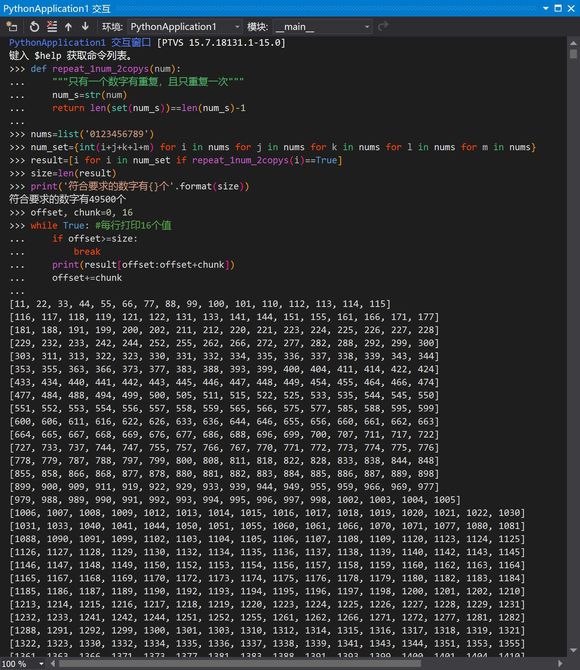 PythonApplication1 交互
环境: PythonApplication1 模块: __main__
PythonApplication1 交互窗口 [PTVS 15.7.18131.1-15.0]
键入 $help 获取命令列表。
>>> def repeat_1num_2copys(num):
...     """只有一个数字有重复，且只重复一次"""
...     num_s=str(num)
...     return len(set(num_s))==len(num_s)-1
...
>>> nums=list('0123456789')
>>> num_set={int(i+j+k+l+m) for i in nums for j in nums for k in nums for l in nums for m in nums}
>>> result=[i for i in num_set if repeat_1num_2copys(i)==True]
>>> size=len(result)
>>> print('符合要求的数字有{}个'.format(size))
符合要求的数字有49500个
>>> offset, chunk=0, 16
>>> while True: #每行打印16个值
...     if offset>=size:
...         break
...     print(result[offset:offset+chunk])
...     offset+=chunk
...
[11, 22, 33, 44, 55, 66, 77, 88, 99, 100, 101, 110, 112, 113, 114, 115]
[116, 117, 118, 119, 121, 122, 131, 133, 141, 144, 151, 155, 161, 166, 171, 177]
[181, 188, 191, 199, 200, 202, 211, 212, 220, 221, 223, 224, 225, 226, 227, 228]
[229, 232, 233, 242, 244, 252, 255, 262, 266, 272, 277, 282, 288, 292, 299, 300]
[303, 311, 313, 322, 323, 330, 331, 332, 334, 335, 336, 337, 338, 339, 343, 344]
[353, 355, 363, 366, 373, 377, 383, 388, 393, 399, 400, 404, 411, 414, 422, 424]
[433, 434, 440, 441, 442, 443, 445, 446, 447, 448, 449, 454, 455, 464, 466, 474]
[477, 484, 488, 494, 499, 500, 505, 511, 515, 522, 525, 533, 535, 544, 545, 550]
[551, 552, 553, 554, 556, 557, 558, 559, 565, 566, 575, 577, 585, 588, 595, 599]
[600, 606, 611, 616, 622, 626, 633, 636, 644, 646, 655, 656, 660, 661, 662, 663]
[664, 665, 667, 668, 669, 676, 677, 686, 688, 696, 699, 700, 707, 711, 717, 722]
[727, 733, 737, 744, 747, 755, 757, 766, 767, 770, 771, 772, 773, 774, 775, 776]
[778, 779, 787, 788, 797, 799, 800, 808, 811, 818, 822, 828, 833, 838, 844, 848]
[855, 858, 866, 868, 877, 878, 880, 881, 882, 883, 884, 885, 886, 887, 889, 898]
[899, 900, 909, 911, 919, 922, 929, 933, 939, 944, 949, 955, 959, 966, 969, 977]
[979, 988, 989, 990, 991, 992, 993, 994, 995, 996, 997, 998, 1002, 1003, 1004, 1005]
[1006, 1007, 1008, 1009, 1012, 1013, 1014, 1015, 1016, 1017, 1018, 1019, 1020, 1021, 1022, 1030]
[1031, 1033, 1040, 1041, 1044, 1050, 1051, 1055, 1060, 1061, 1066, 1070, 1071, 1077, 1080, 1081]
[1088, 1090, 1091, 1099, 1102, 1103, 1104, 1105, 1106, 1107, 1108, 1109, 1120, 1123, 1124, 1125]
[1126, 1127, 1128, 1129, 1130, 1132, 1134, 1135, 1136, 1137, 1138, 1139, 1140, 1142, 1143, 1145]
[1146, 1147, 1148, 1149, 1150, 1152, 1153, 1154, 1156, 1157, 1158, 1159, 1160, 1162, 1163, 1164]
[1165, 1167, 1168, 1169, 1170, 1172, 1173, 1174, 1175, 1176, 1178, 1179, 1180, 1182, 1183, 1184]
[1185, 1186, 1187, 1189, 1190, 1192, 1193, 1194, 1195, 1196, 1197, 1198, 1200, 1201, 1202, 1210]
[1213, 1214, 1215, 1216, 1217, 1218, 1219, 1220, 1223, 1224, 1225, 1226, 1227, 1228, 1229, 1231]
[1232, 1233, 1241, 1242, 1244, 1251, 1252, 1255, 1261, 1262, 1266, 1271, 1272, 1277, 1281, 1282]
[1288, 1291, 1292, 1299, 1300, 1301, 1303, 1310, 1312, 1314, 1315, 1316, 1317, 1318, 1319, 1321]
[1322, 1323, 1330, 1332, 1334, 1335, 1336, 1337, 1338, 1339, 1341, 1343, 1344, 1351, 1353, 1355]
[1361, 1363, 1366, 1371, 1373, 1377, 1381, 1383, 1388, 1391, 1393, 1399, 1400, 1401, 1404, 1410]
100 %